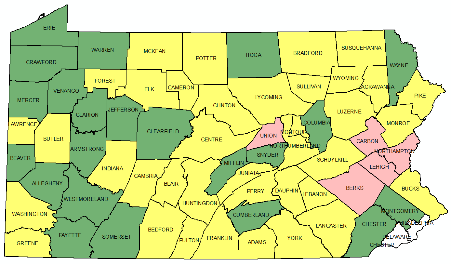 ERIE
CRAWFORD
WARREN
MCKEAN
POTTER
TIOGA
BRADFORD
SUSQUEHANNA
WAYNE
MERCER
VENANGO
FOREST
ELK
CAMERON
CLINTON
LYCOMING
SULLIVAN
WYOMING
LACKAWANNA
PIKE
LAWRENCE
BUTLER
CLARION
JEFFERSON
CLEARFIELD
CENTRE
UNION
MONTOUR
COLUMBIA
LUZERNE
MONROE
CARBON
BEAVER
ARMSTRONG
INDIANA
CAMBRIA
BLAIR
MIFFLIN
SNYDER
NORTHUMBERLAND
SCHUYLKILL
NORTHAMPTON
LEHIGH
ALLEGHENY
WESTMORELAND
HUNTINGDON
JUNIATA
PERRY
DAUPHIN
LEBANON
BERKS
BUCKS
WASHINGTON
GREENE
FAYETTE
SOMERSET
BEDFORD
FULTON
FRANKLIN
CUMBERLAND
ADAMS
YORK
LANCASTER
CHESTER
MONTGOMERY
DELAWARE
CHESTER